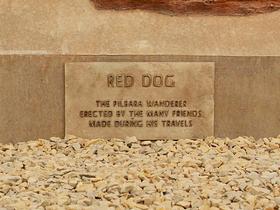 RED DOG
THE PILBARA WANDERER
ERECTED BY THE MANY FRIENDS
MADE DURING HIS TRAVELS